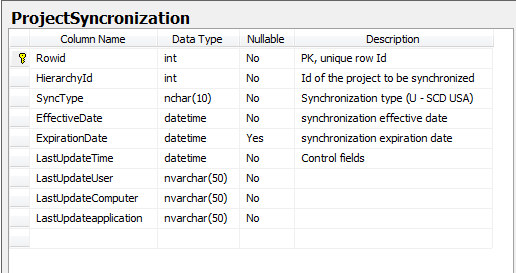 ProjectSyncronization
Column Name Data Type Nullable Description
Rowid int No PK, unique row Id
HierarchyId int No Id of the project to be synchronized
SyncType nchar(10) No Synchronization type (U - SCD USA)
EffectiveDate datetime No synchronization effective date
ExpirationDate datetime Yes synchronization expiration date
LastUpdateTime datetime No Control fields
LastUpdateUser nvarchar(50) No
LastUpdateComputer nvarchar(50) No
LastUpdateapplication nvarchar(50) No